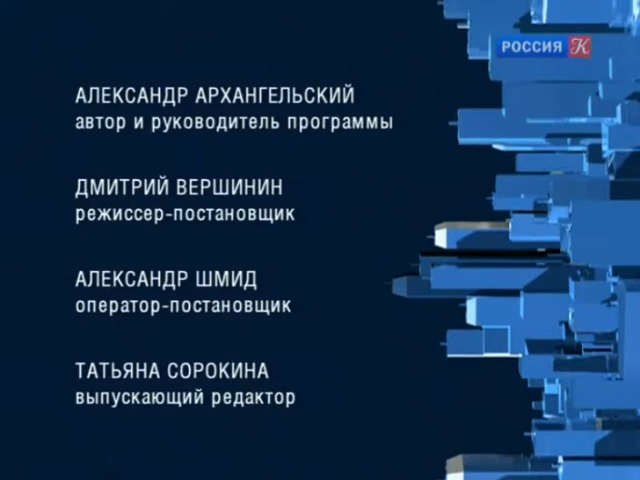 РОССИЯ К
АЛЕКСАНДР АРХАНГЕЛЬСКИЙ
автор и руководитель программы
ДМИТРИЙ ВЕРШИНИН
режиссер-постановщик
АЛЕКСАНДР ШМИД
оператор-постановщик
ТАТЬЯНА СОРОКИНА
выпускающий редактор